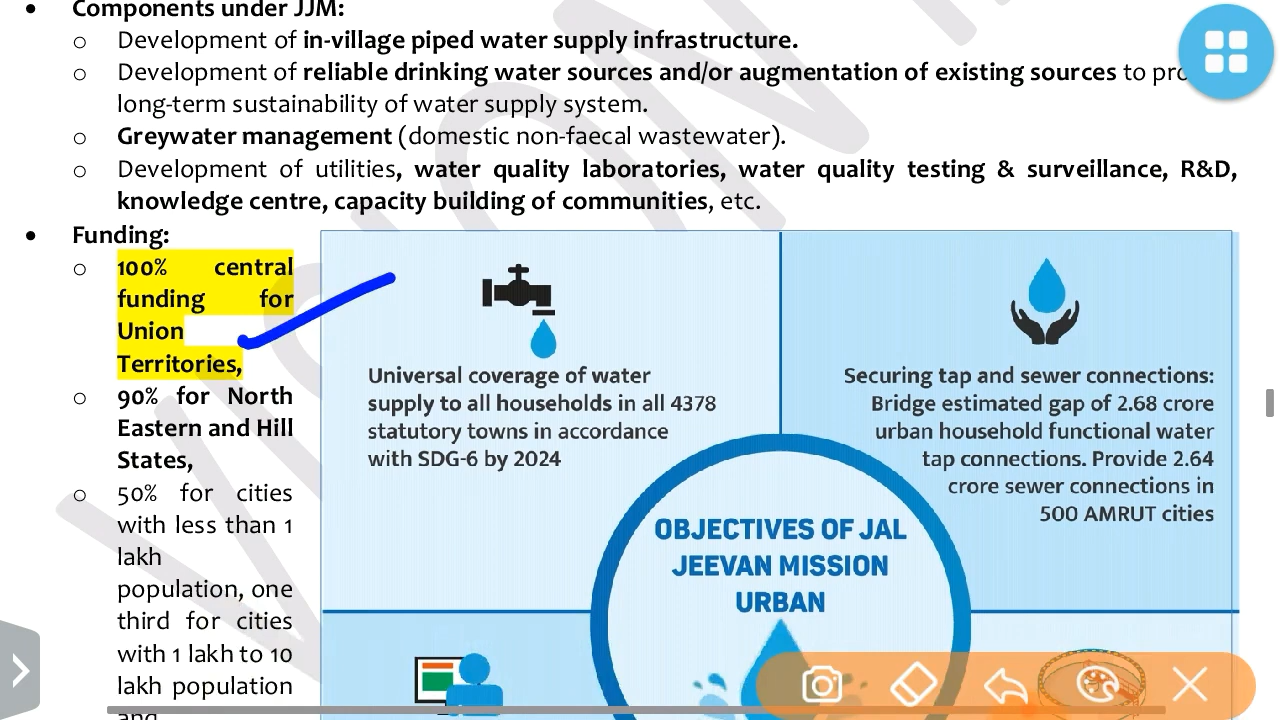 Components under JJM:
Development of in-village piped water supply infrastructure.
Development of reliable drinking water sources and/or augmentation of existing sources to
long-term sustainability of water supply system.
Greywater management (domestic non-faecal wastewater).
Development of utilities, water quality laboratories, water quality testing & surveillance, R&D,
knowledge centre, capacity building of communities, etc.
Funding:
100% central
funding for
Union
Territories,
90% for North
Eastern and Hill
States,
50% for cities
with less than 1
lakh
population, one
third for cities
with 1 lakh to 10
lakh population
and
Universal coverage of water
supply to all households in all 4378
statutory towns in accordance
with SDG-6 by 2024
Securing tap and sewer connections:
Bridge estimated gap of 2.68 crore
urban household functional water
tap connections. Provide 2.64
crore sewer connections in
500 AMRUT cities
OBJECTIVES OF JAL
JEEVAN MISSION
URBAN